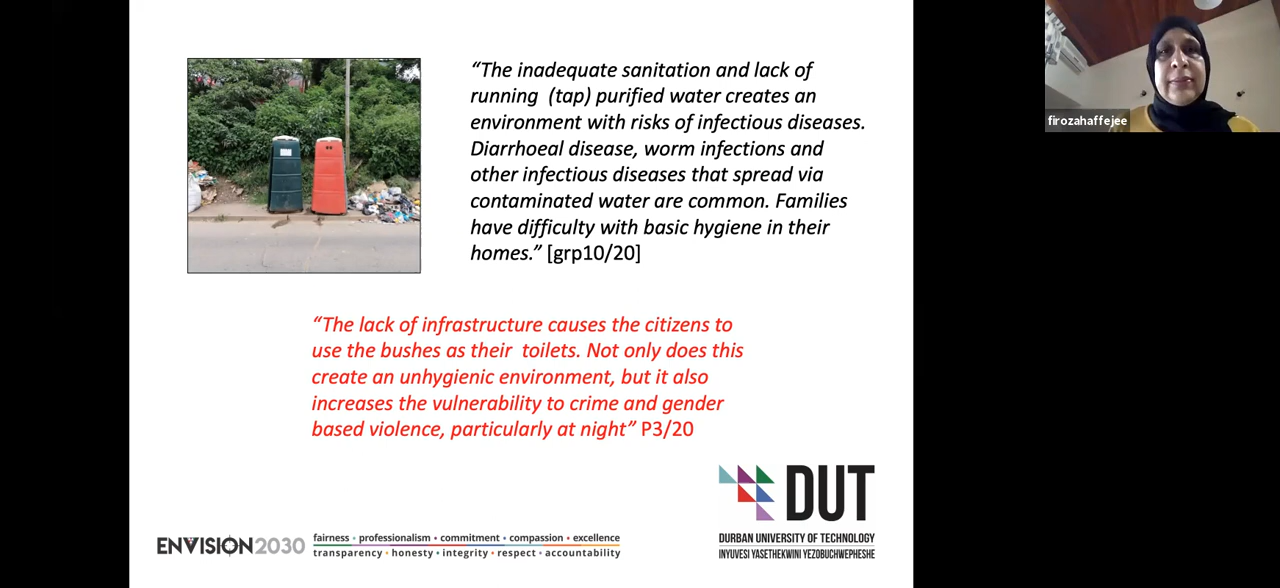 “The inadequate sanitation and lack of
running (tap) purified water creates an
environment with risks of infectious diseases.
Diarrhoeal disease, worm infections and
other infectious diseases that spread via
contaminated water are common. Families
have difficulty with basic hygiene in their
homes.” [grp10/20]
firozahaffejee
“The lack of infrastructure causes the citizens to
use the bushes as their toilets. Not only does this
create an unhygienic environment, but it also
increases the vulnerability to crime and gender
based violence, particularly at night” P3/20
ENVISION2030
fairness • professionalism • commitment • compassion • excellence
transparency • honesty • integrity • respect • accountability
DUT
DURBAN UNIVERSITY OF TECHNOLOGY
INYUVESI YASETHEKWINI YEZOBUCHWEPHESHE